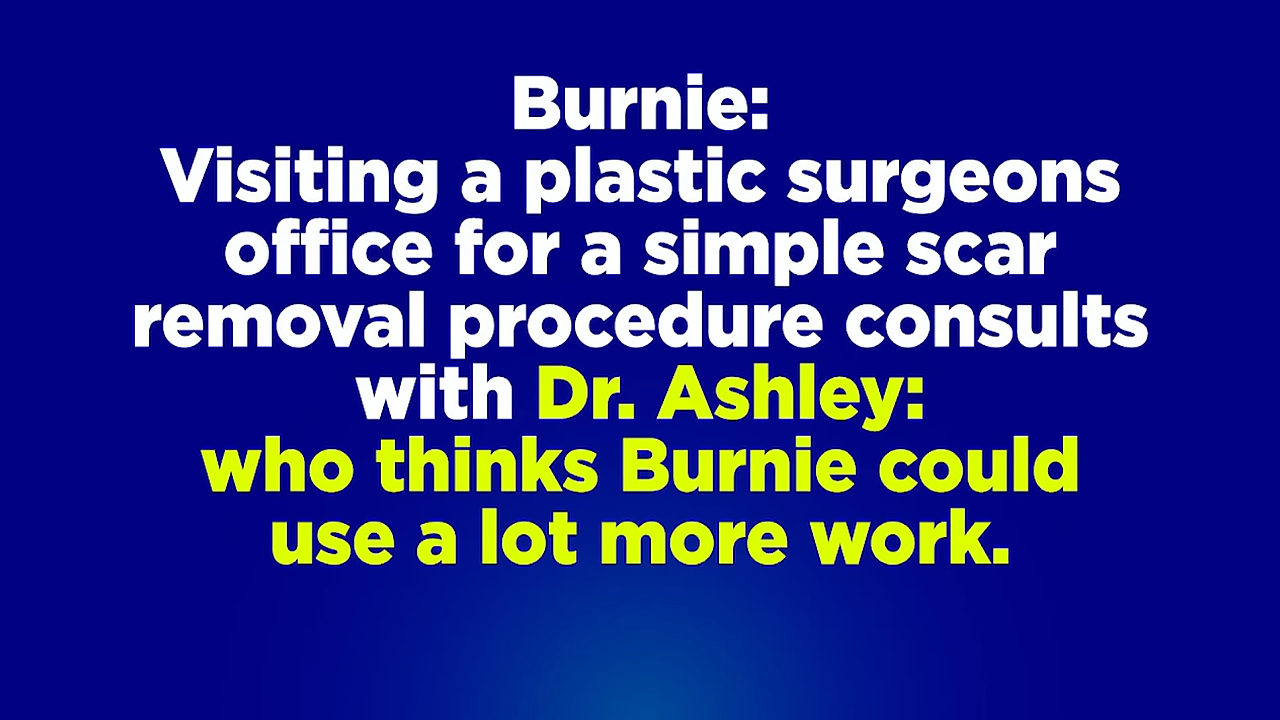 Burnie:
Visiting a plastic surgeons
office for a simple scar
removal procedure consults
with Dr. Ashley:
who thinks Burnie could
use a lot more work.